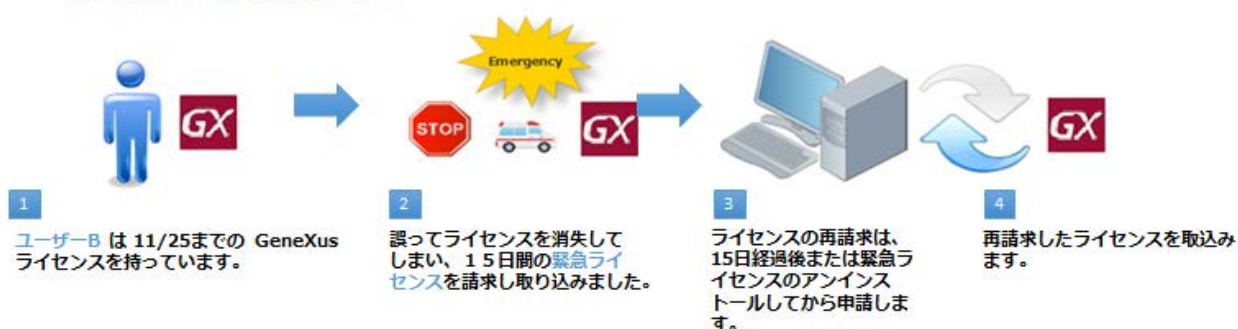 Emergency
GX
STOP
GX
GX
1
ユーザーB は 11/25までの GeneXus
ライセンスを持っています。
2
誤ってライセンスを消失して
しまい、１５日間の緊急ライ
センスを請求し取り込みました。
3
ライセンスの再請求は、
15日経過後または緊急ラ
イセンスのアンインス
トールしてから申請しま
す。
4
再請求したライセンスを取込み
ます。